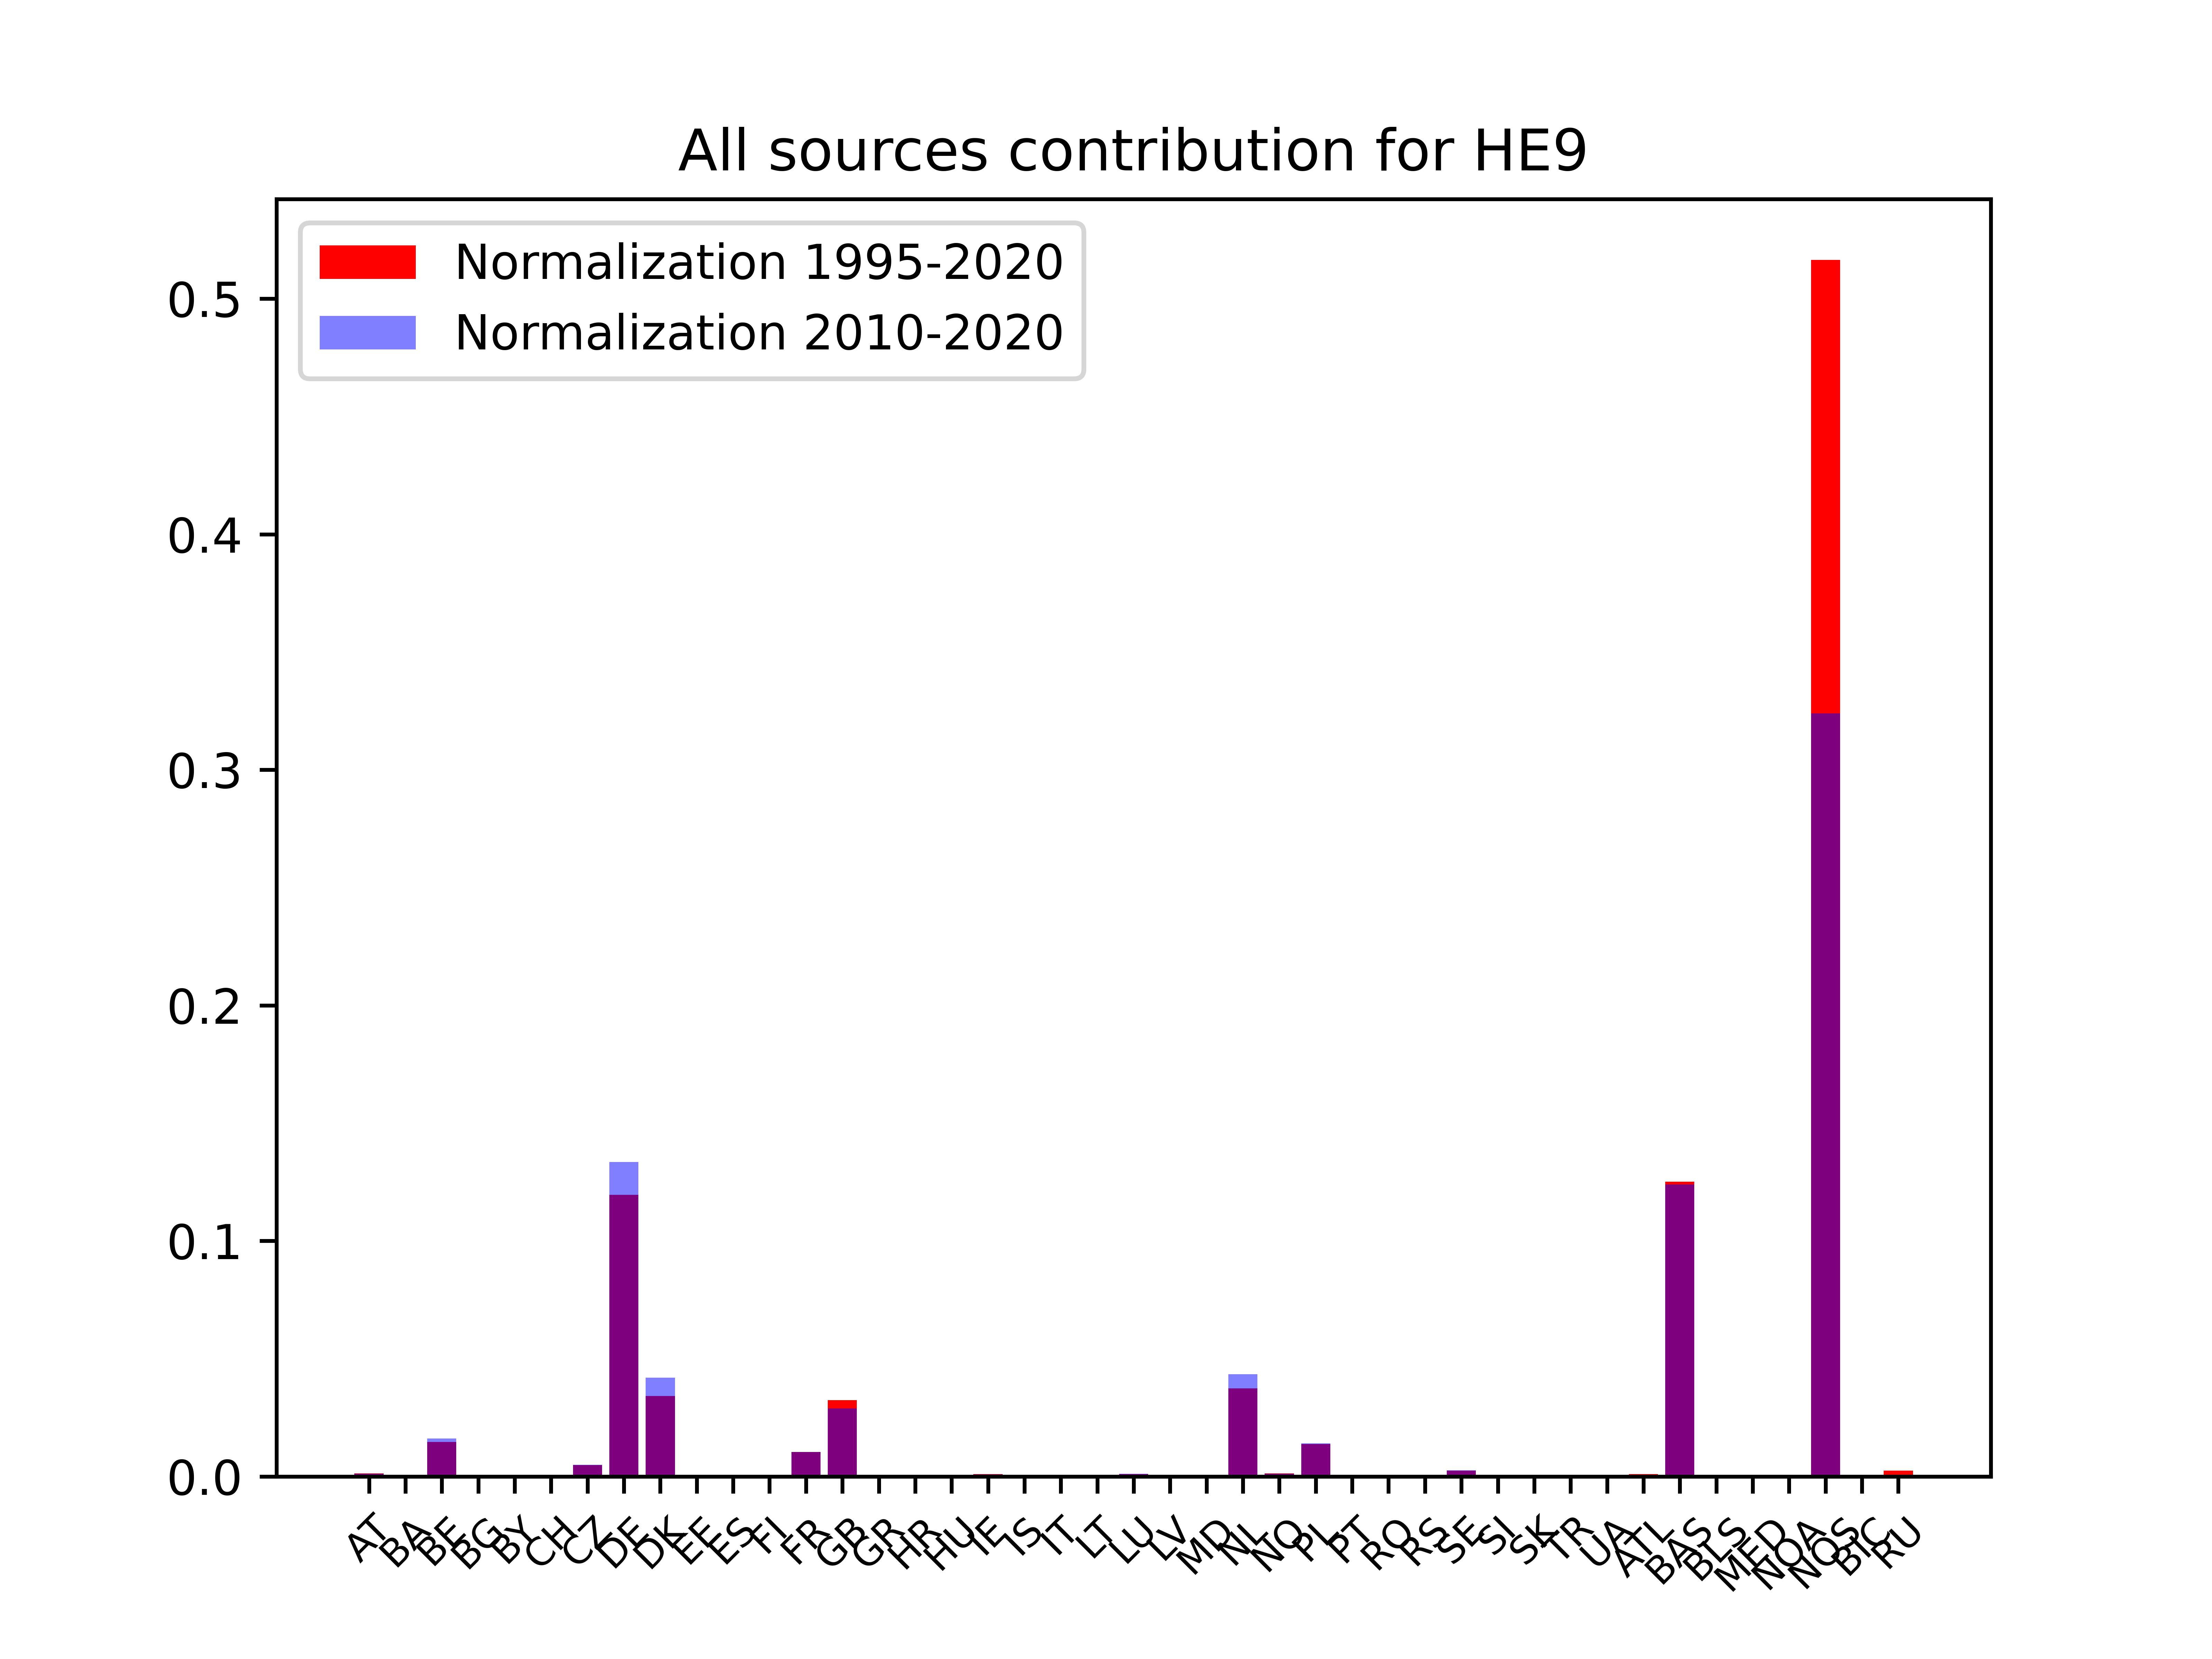 All sources contribution for HE9
Normalization 1995-2020
Normalization 2010-2020
0.5
0.4
0.3
0.2
0.1
0.0
AT BA BE BG BY CH CZ DE DK EE ES FI FR GB GR HR HU IE IS IT LT LU LV MD NL NO PL PT RO RS SE SI SK TR UA ATL BAS BLS MED NOA NOS BIC RU